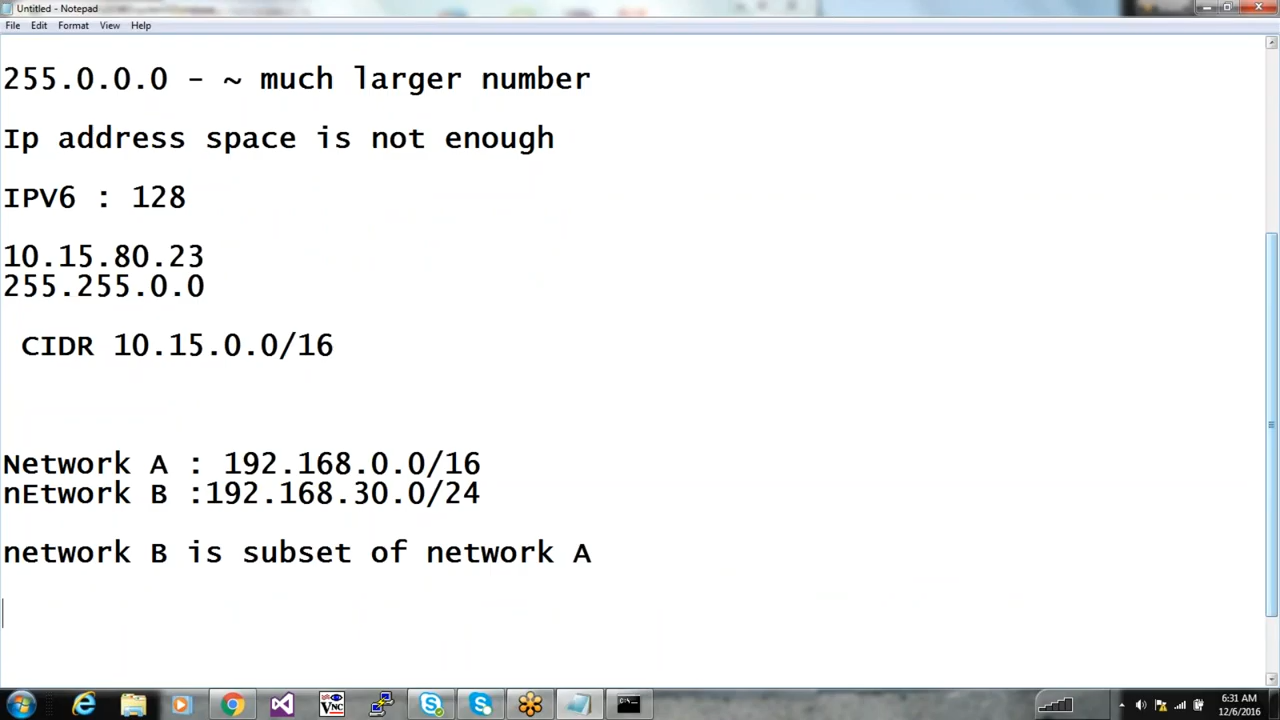 Untitled - Notepad
File Edit Format View Help
255.0.0.0 - ~ much larger number
Ip address space is not enough
IPV6 : 128
10.15.80.23
255.255.0.0
CIDR 10.15.0.0/16
Network A : 192.168.0.0/16
nEtwork B :192.168.30.0/24
network B is subset of network A
VNC
6:31 AM
12/6/2016